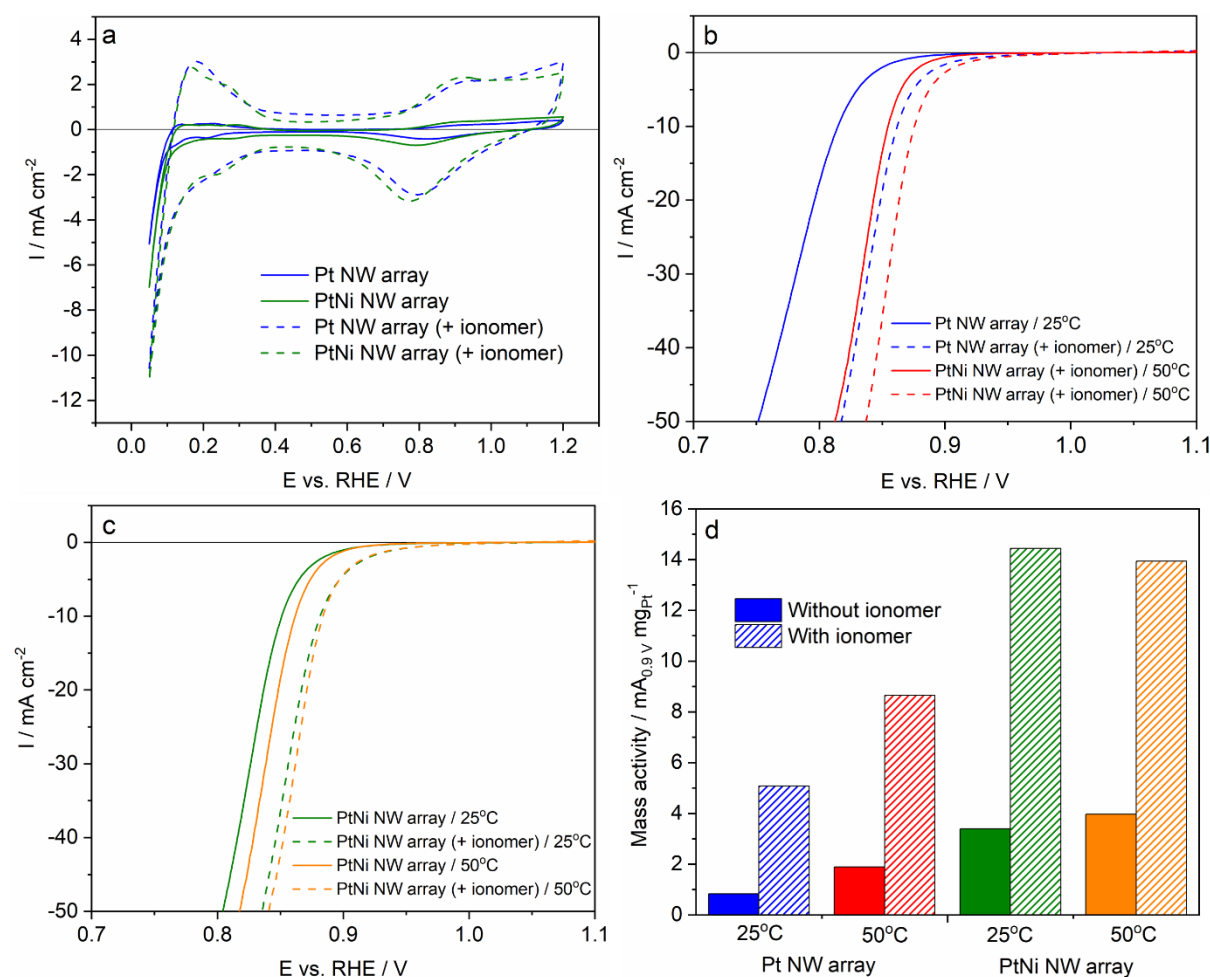 a
4
2
0
-2
-4
-6
-8
-10
-12
I / mA cm-2
0.0 0.2 0.4 0.6 0.8 1.0 1.2
E vs. RHE / V
Pt NW array
PtNi NW array
Pt NW array (+ ionomer)
PtNi NW array (+ ionomer)
b
0
-10
-20
-30
-40
-50
I / mA cm-2
0.7 0.8 0.9 1.0 1.1
E vs. RHE / V
Pt NW array / 25°C
Pt NW array (+ ionomer) / 25°C
PtNi NW array (+ ionomer) / 50°C
PtNi NW array (+ ionomer) / 50°C
c
0
-10
-20
-30
-40
-50
I / mA cm-2
0.7 0.8 0.9 1.0 1.1
E vs. RHE / V
PtNi NW array / 25°C
PtNi NW array (+ ionomer) / 25°C
PtNi NW array / 50°C
PtNi NW array (+ ionomer) / 50°C
d
16
14
12
10
8
6
4
2
0
Mass activity / mA0.9 V mgPt-1
Without ionomer
With ionomer
25°C 50°C 25°C 50°C
Pt NW array PtNi NW array